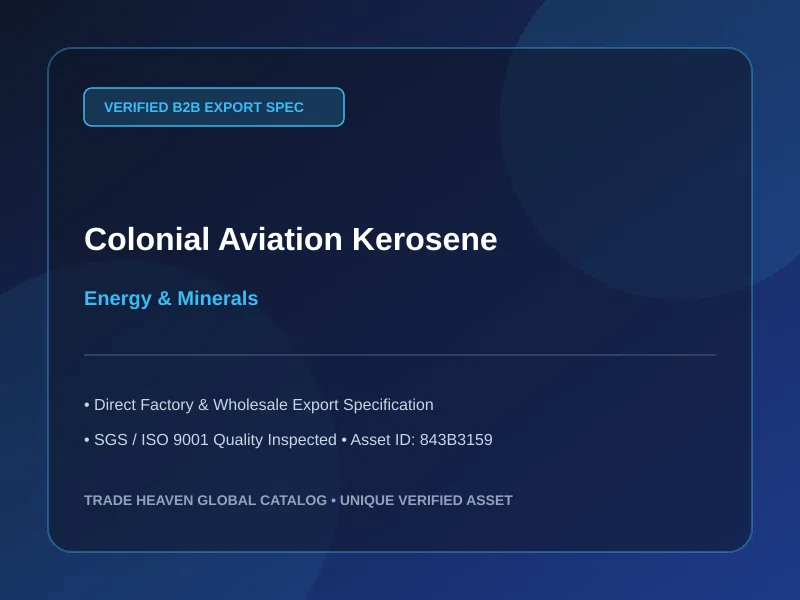 VERIFIED B2B EXPORT SPEC
Colonial Aviation Kerosene
Energy & Minerals
• Direct Factory & Wholesale Export Specification
• SGS / ISO 9001 Quality Inspected • Asset ID: 843B3159
TRADE HEAVEN GLOBAL CATALOG • UNIQUE VERIFIED ASSET